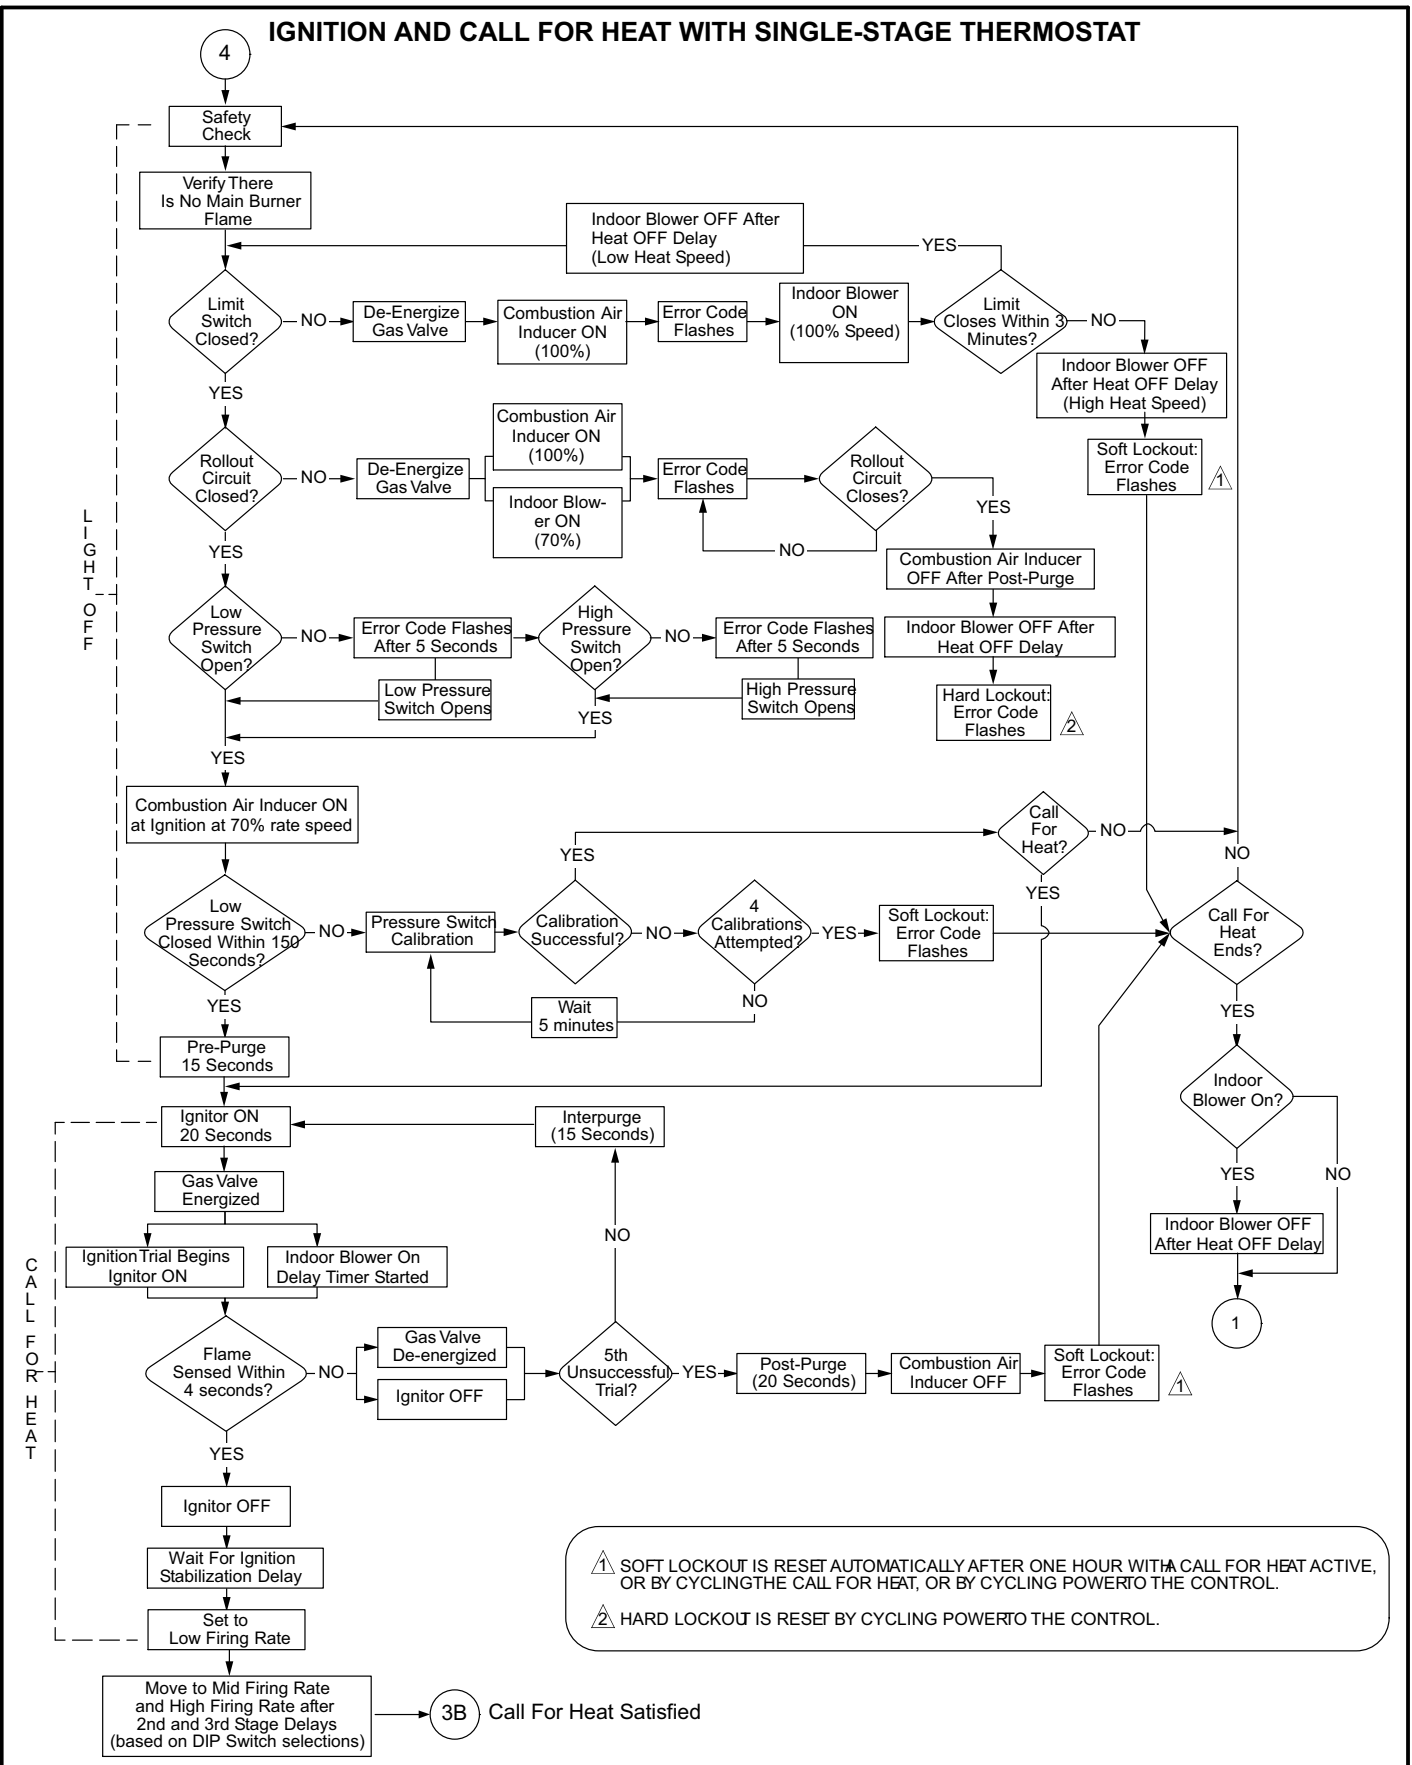 IGNITION AND CALL FOR HEAT WITH SINGLE-STAGE THERMOSTAT
4
Safety
Check
Verify There
Is No Main Burner
Flame
Indoor Blower OFF After
Heat OFF Delay
(Low Heat Speed)
YES
Limit
Switch
Closed?
NO
De-Energize
Gas Valve
Combustion Air
Inducer ON
(100%)
Error Code
Flashes
Indoor Blower
ON
(100% Speed)
Limit
Closes Within 3
Minutes?
NO
Indoor Blower OFF
After Heat OFF Delay
(High Heat Speed)
Soft Lockout:
Error Code
Flashes
1
YES
Rollout
Circuit
Closed?
NO
De-Energize
Gas Valve
Combustion Air
Inducer ON
(100%)
Indoor Blow-
er ON
(70%)
Error Code
Flashes
Rollout
Circuit
Closes?
NO
YES
Combustion Air Inducer
OFF After Post-Purge
Indoor Blower OFF After
Heat OFF Delay
Hard Lockout:
Error Code
Flashes
2
LIGHT OFF
YES
Low
Pressure
Switch
Open?
NO
Error Code Flashes
After 5 Seconds
Low Pressure
Switch Opens
High
Pressure
Switch
Open?
NO
Error Code Flashes
After 5 Seconds
High Pressure
Switch Opens
YES
YES
Combustion Air Inducer ON
at Ignition at 70% rate speed
Low
Pressure Switch
Closed Within 150
Seconds?
NO
Pressure Switch
Calibration
Calibration
Successful?
YES
Call
For
Heat?
NO
YES
NO
4
Calibrations
Attempted?
YES
Soft Lockout:
Error Code
Flashes
NO
Wait
5 minutes
NO
Call For
Heat
Ends?
YES
Indoor
Blower On?
YES
NO
Indoor Blower OFF
After Heat OFF Delay
1
YES
Pre-Purge
15 Seconds
Ignitor ON
20 Seconds
Interpurge
(15 Seconds)
Gas Valve
Energized
Ignition Trial Begins
Ignitor ON
Indoor Blower On
Delay Timer Started
CALL FOR HEAT
Flame
Sensed Within
4 seconds?
NO
Gas Valve
De-energized
Ignitor OFF
5th
Unsuccessful
Trial?
NO
YES
Post-Purge
(20 Seconds)
Combustion Air
Inducer OFF
Soft Lockout:
Error Code
Flashes
1
YES
Ignitor OFF
Wait For Ignition
Stabilization Delay
Set to
Low Firing Rate
Move to Mid Firing Rate
and High Firing Rate after
2nd and 3rd Stage Delays
(based on DIP Switch selections)
3B
Call For Heat Satisfied
1 SOFT LOCKOUT IS RESET AUTOMATICALLY AFTER ONE HOUR WITH A CALL FOR HEAT ACTIVE,
OR BY CYCLING THE CALL FOR HEAT, OR BY CYCLING POWER TO THE CONTROL.
2 HARD LOCKOUT IS RESET BY CYCLING POWER TO THE CONTROL.